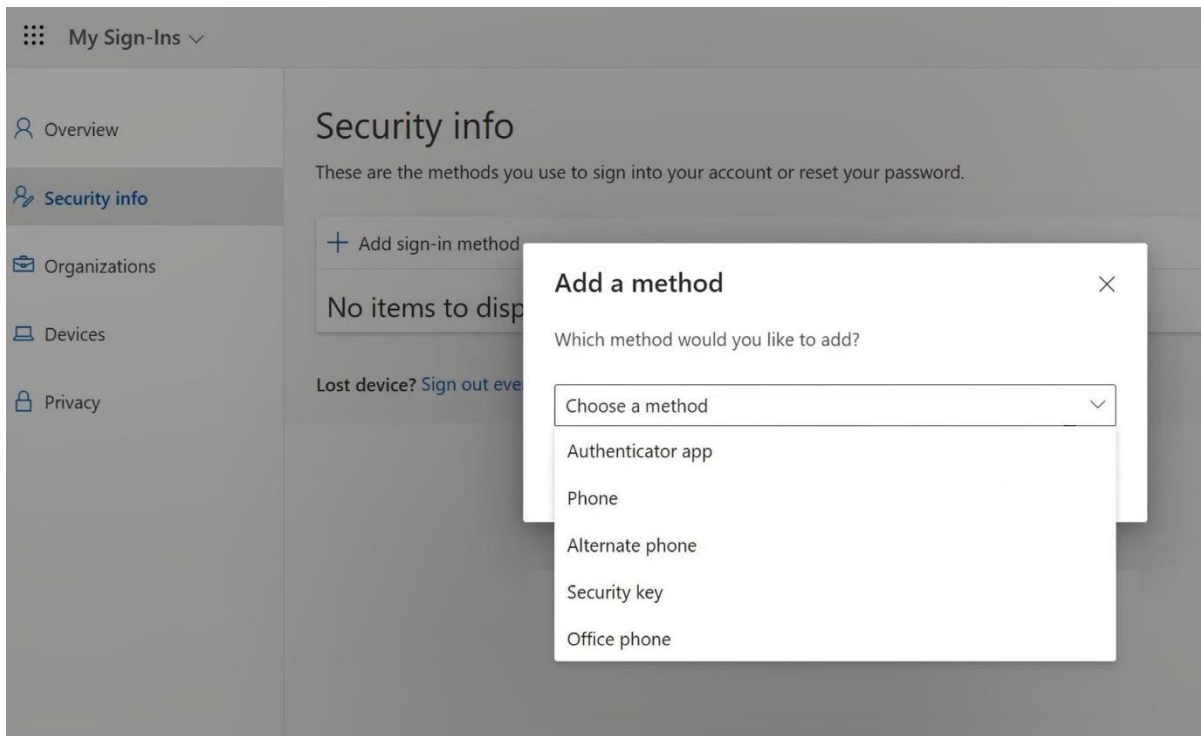 My Sign-Ins
Overview
Security info
Organizations
Devices
Privacy
Security info
These are the methods you use to sign into your account or reset your password.
Add sign-in method
No items to disp
Lost device? Sign out eve
Add a method
Which method would you like to add?
Choose a method
Authenticator app
Phone
Alternate phone
Security key
Office phone